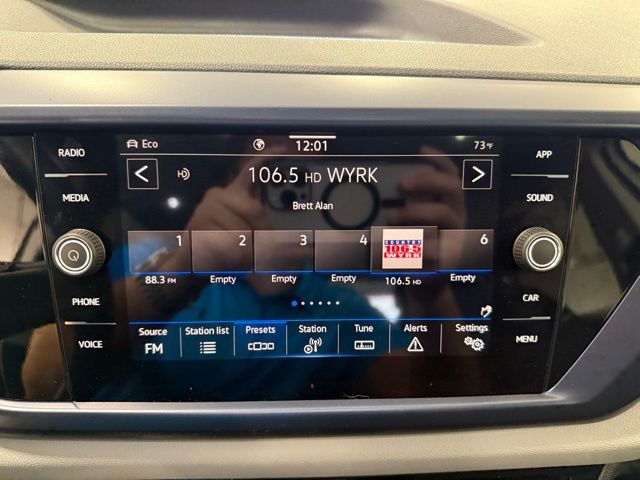 RADIO
MEDIA
PHONE
VOICE
Eco 12:01 73°F
106.5 HD WYRK
Brett Alan
1 2 3 4 6
COUNTRY
106.5
WYRK
88.3 FM Empty Empty Empty 106.5 HD Empty
Source Station list Presets Station Tune Alerts Settings
FM
APP
SOUND
CAR
MENU